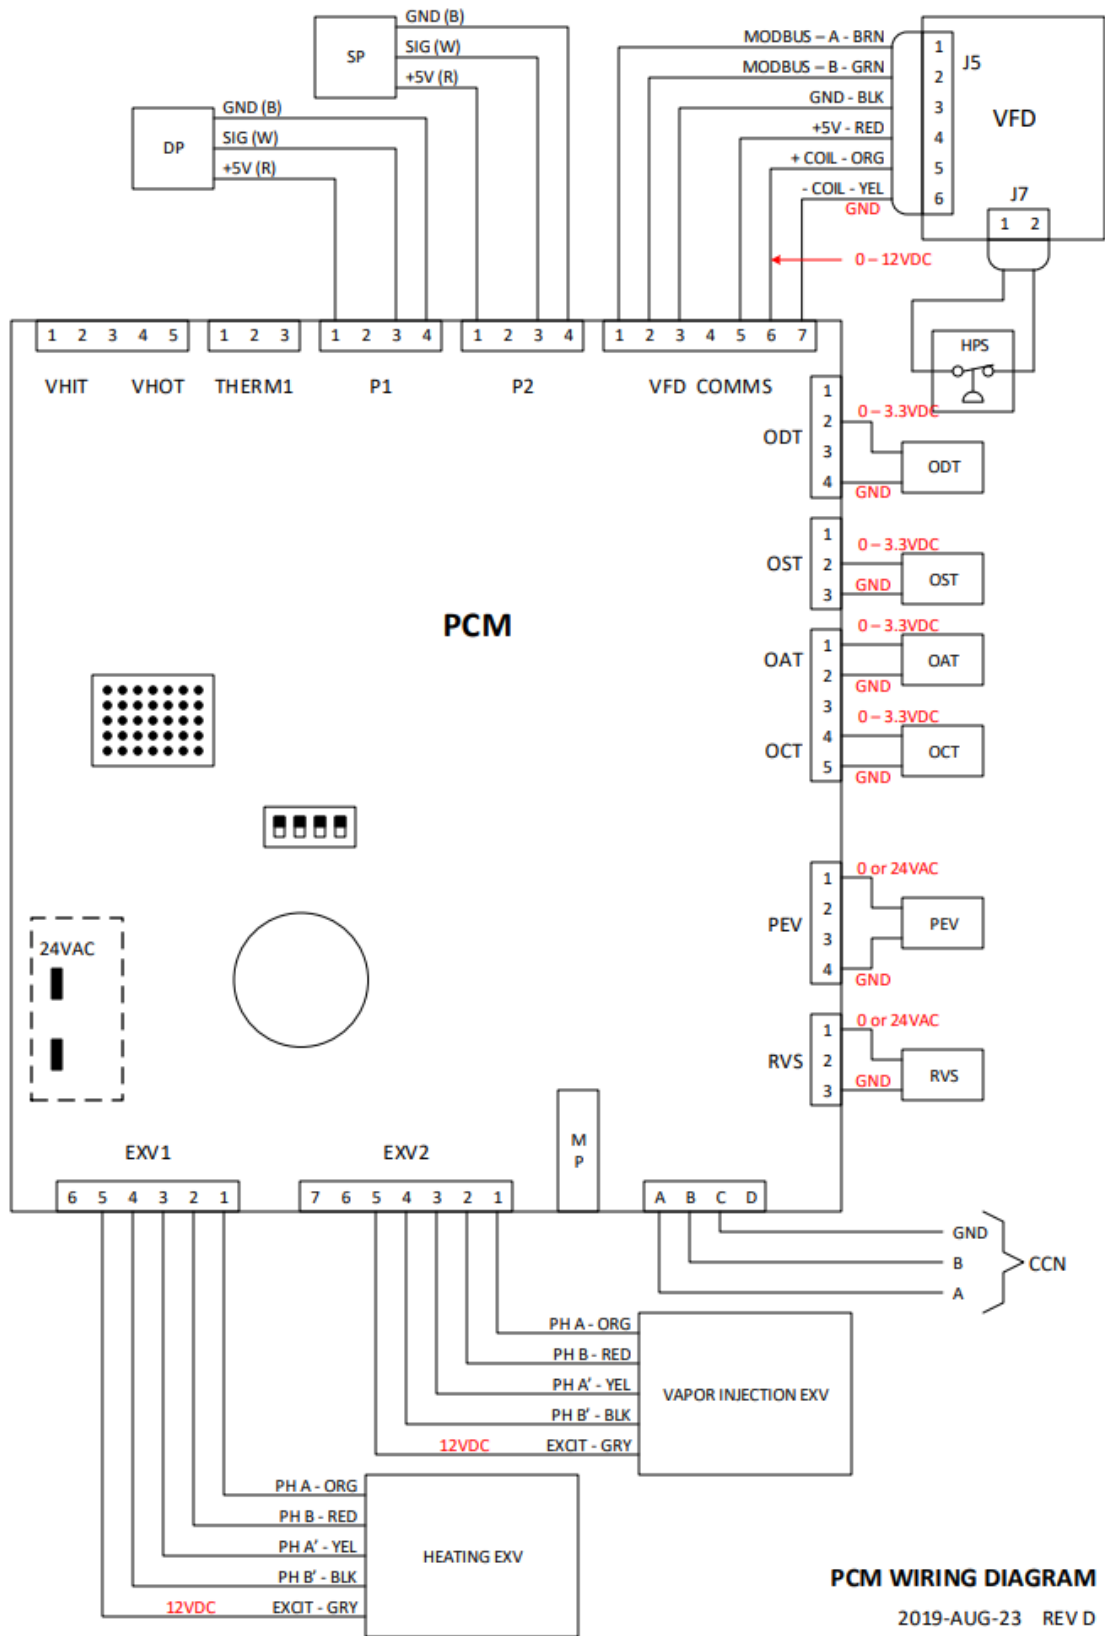 GND (B)
SIG (W)
+5V (R)
SP
GND (B)
SIG (W)
+5V (R)
DP
MODBUS – A - BRN
MODBUS – B - GRN
GND - BLK
+5V - RED
+ COIL - ORG
- COIL - YEL
GND
0 – 12VDC
1
2
3
4
5
6
J5
VFD
J7
1 2
HPS
1 2 3 4 5
VHIT VHOT
1 2 3
THERM1
1 2 3 4
P1
1 2 3 4
P2
1 2 3 4 5 6 7
VFD COMMS
ODT
1
2
3
4
0 – 3.3VDC
GND
ODT
OST
1
2
3
0 – 3.3VDC
GND
OST
PCM
OAT
OCT
1
2
3
4
5
0 – 3.3VDC
GND
OAT
0 – 3.3VDC
GND
OCT
PEV
1
2
3
4
0 or 24VAC
GND
PEV
24VAC
RVS
1
2
3
0 or 24VAC
GND
RVS
EXV1
6 5 4 3 2 1
EXV2
7 6 5 4 3 2 1
M
P
A B C D
GND
B
A
CCN
PH A - ORG
PH B - RED
PH A' - YEL
PH B' - BLK
12VDC EXCIT - GRY
VAPOR INJECTION EXV
PH A - ORG
PH B - RED
PH A' - YEL
PH B' - BLK
12VDC EXCIT - GRY
HEATING EXV
PCM WIRING DIAGRAM
2019-AUG-23 REV D